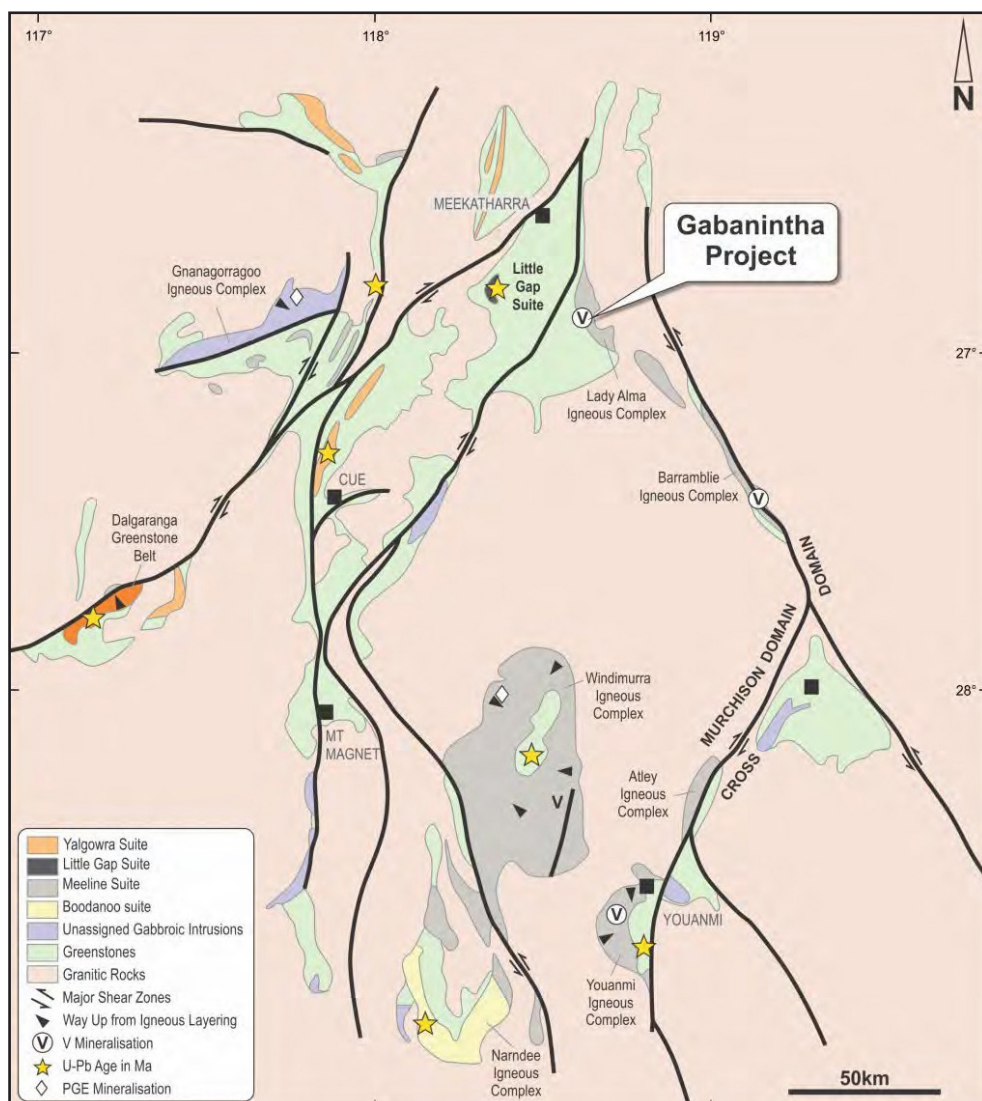 117°
118°
119°
N
MEEKATHARRA
Gabanintha
Project
Gnanagorragoo
Igneous Complex
Little
Gap
Suite
27°
Lady Alma
Igneous Complex
Barramblie
Igneous Complex
CUE
Dalgaranga
Greenstone
Belt
V
V
DOMAIN
MURCHISON DOMAIN
CROSS
Windimurra
Igneous
Complex
28°
MT
MAGNET
V
Atley
Igneous
Complex
V
YOUANMI
Youanmi
Igneous
Complex
Narndee
Igneous
Complex
Yalgowra Suite
Little Gap Suite
Meeline Suite
Boodanoo suite
Unassigned Gabbroic Intrusions
Greenstones
Granitic Rocks
Major Shear Zones
Way Up from Igneous Layering
V V Mineralisation
U-Pb Age in Ma
PGE Mineralisation
50km